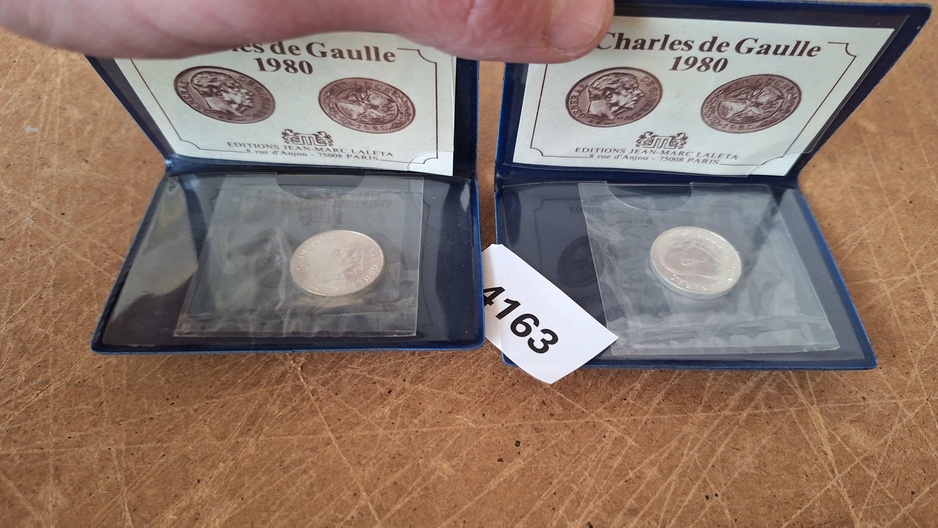 les de Gaulle
1980
EDITIONS JEAN-MARC LALETA
8 rue d'Anjou - 75008 PARIS
Charles de Gaulle
1980
EDITIONS JEAN-MARC LALETA
8 rue d'Anjou - 75008 PARIS
4163